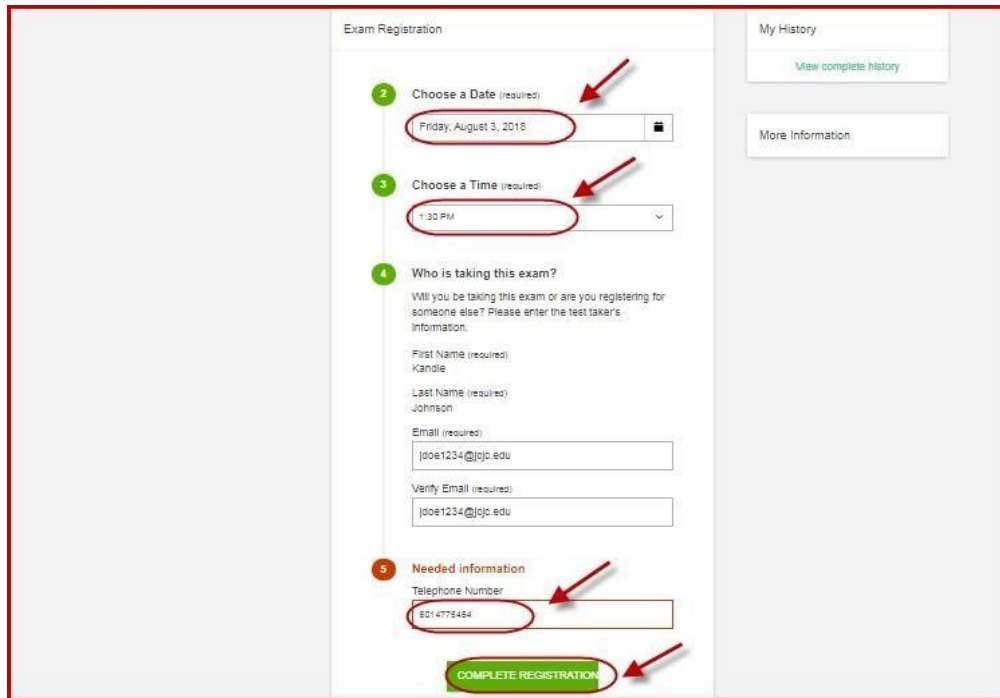 Exam Registration
2 Choose a Date (required)
Friday, August 3, 2018
3 Choose a Time (required)
1:30 PM
4 Who is taking this exam?
Will you be taking this exam or are you registering for
someone else? Please enter the test taker's
information.
First Name (required)
Kandie
Last Name (required)
Johnson
Email (required)
jdoe1234@jcjc.edu
Verify Email (required)
jdoe1234@jcjc.edu
5 Needed information
Telephone Number
6014775454
COMPLETE REGISTRATION
My History
View complete history
More Information